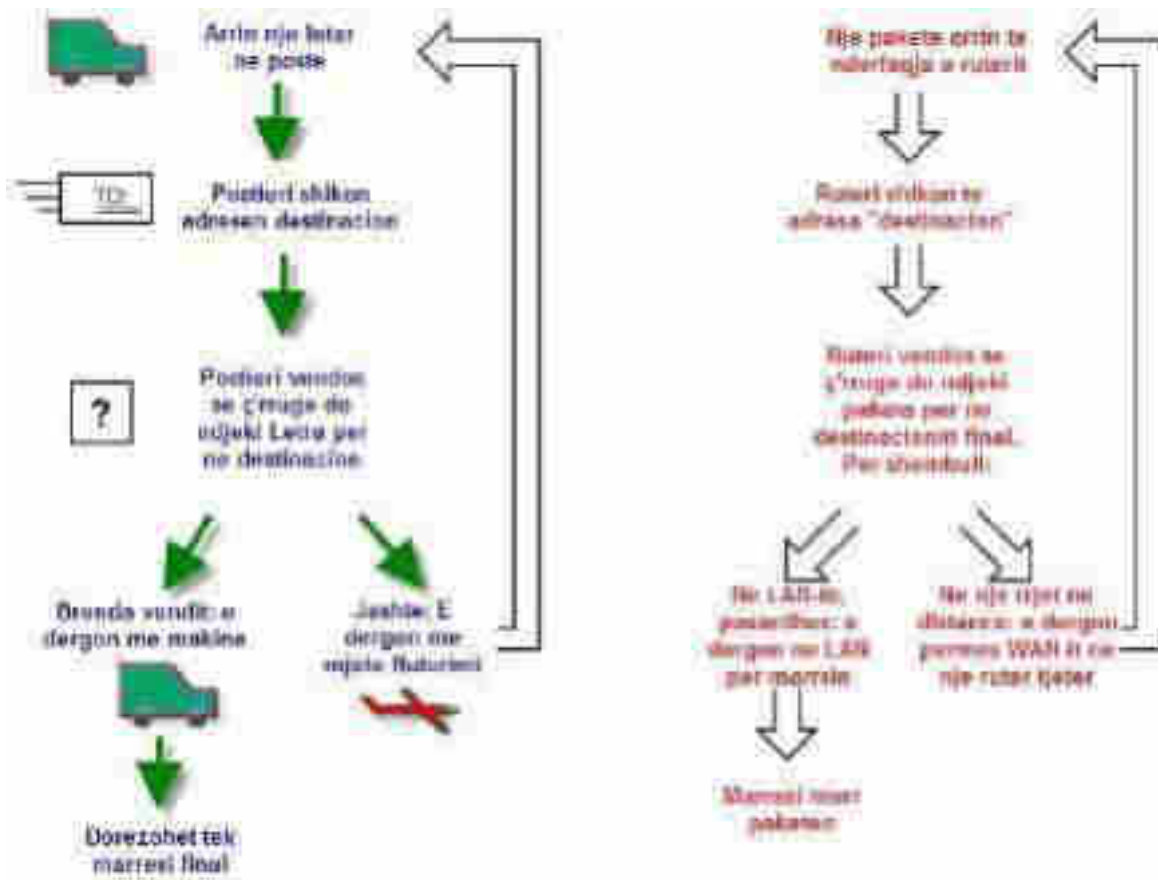 Arrin nje leter
ne poste
Postieri shikon
adresen destinacion
Postieri vendos
se ç'rruge do
ndjeki Letra per
ne destinacion
?
Brenda vendit: e
dergon me makine
Jashte: E
dergon me
mjete fluturimi
Dorezohet tek
marresi final
Nje pakete arrin te
nderfaqja e ruterit
Ruteri shikon te
adresa "destinacion"
Ruteri vendos se
ç'rruge do ndjeki
paketa per ne
destinacionin final.
Per shembull:
Ne LAN-in
e
dergon ne LAN
per marrsin
Ne nje rrjet ne
distance: e dergon
permes WAN it ne
nje ruter tjeter
Marresi merr
paketen